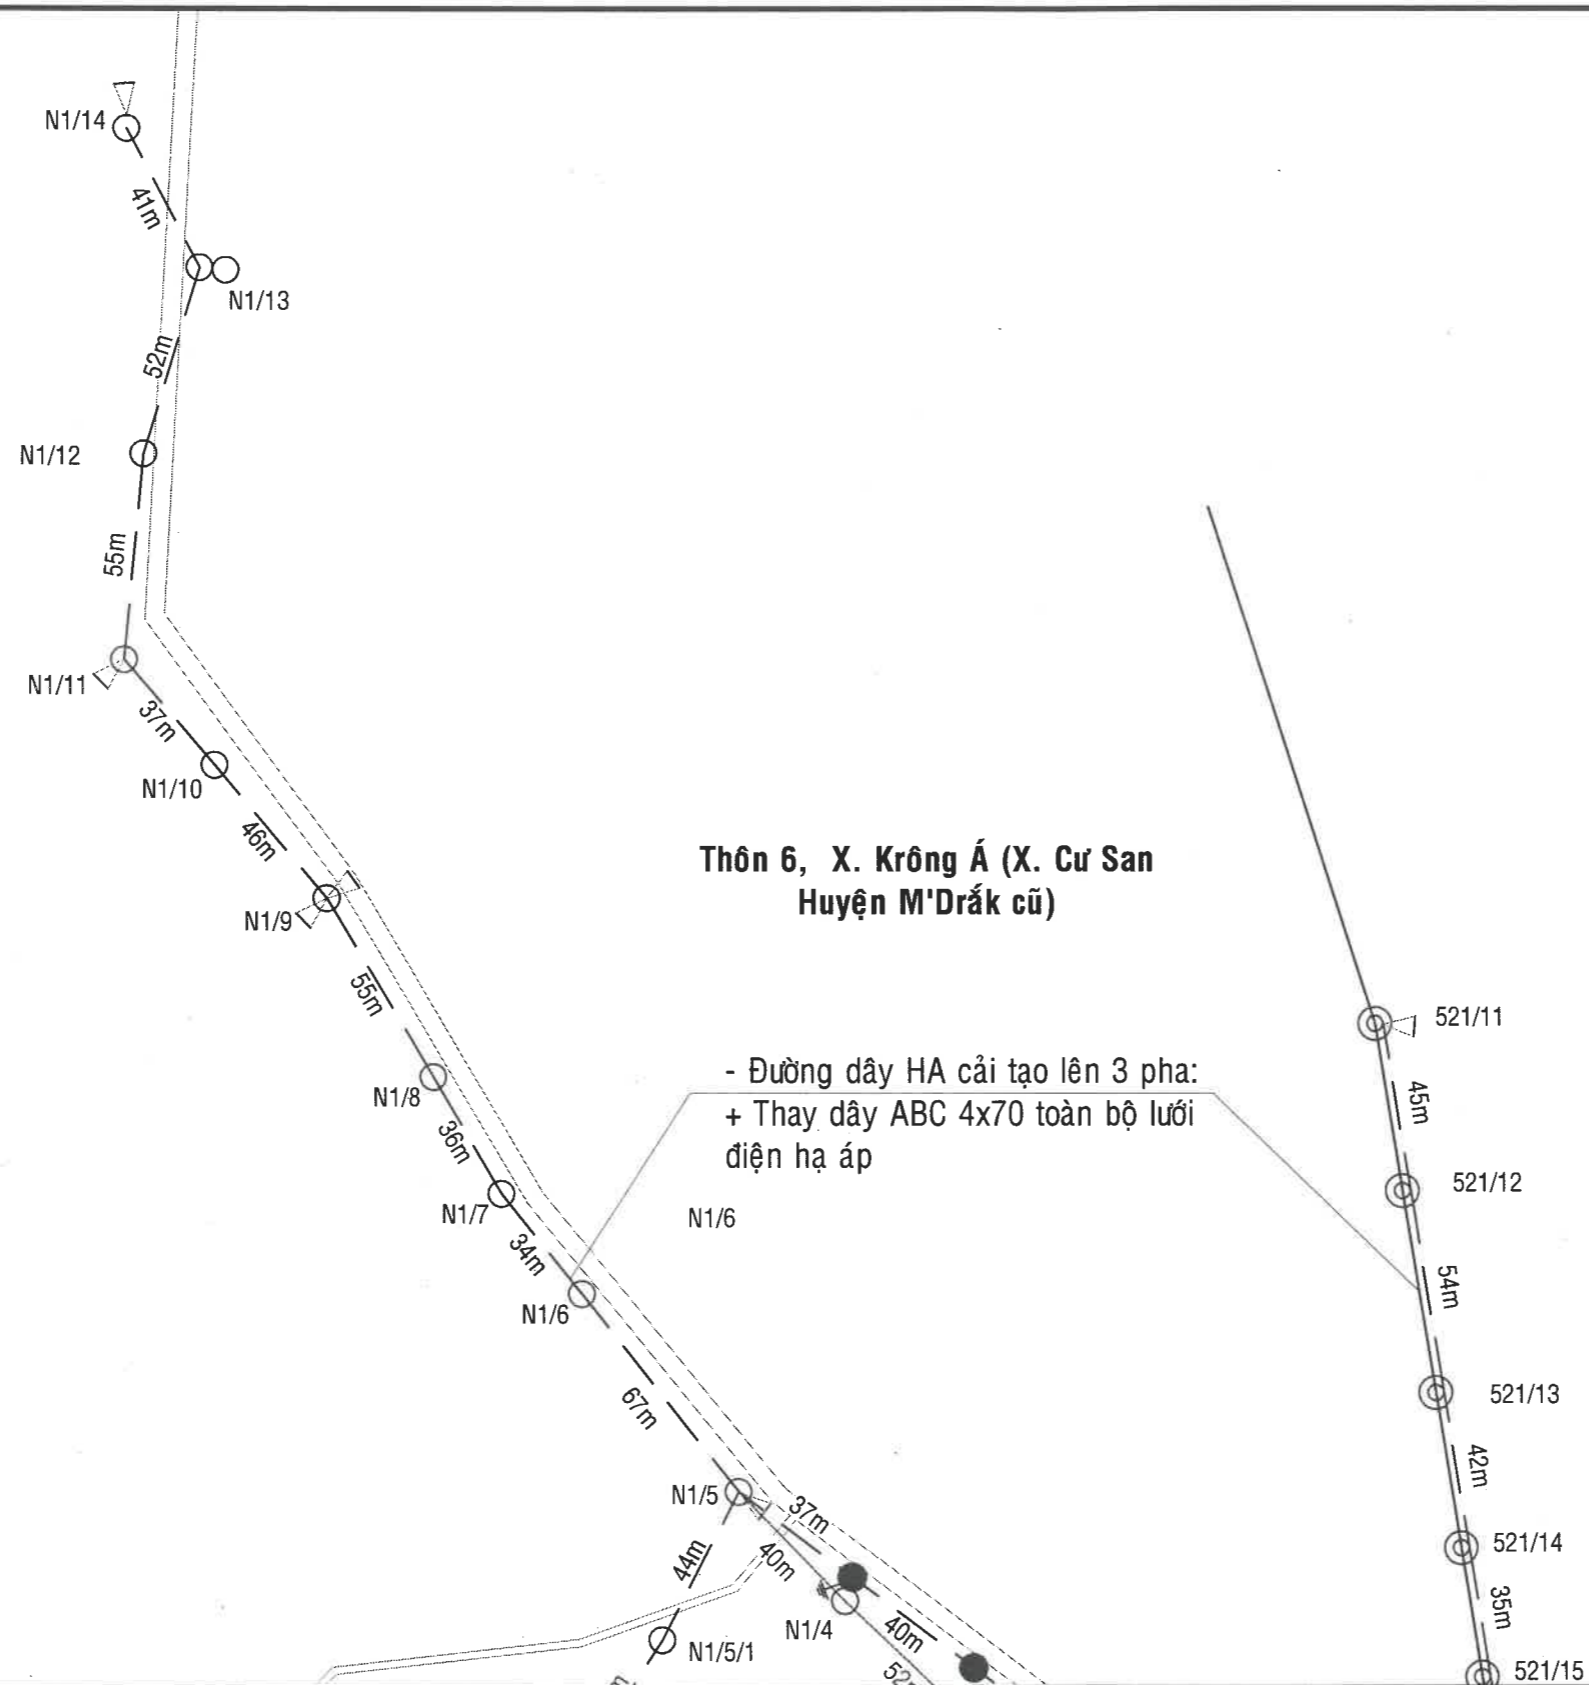 N1/14
41m
N1/13
52m
N1/12
55m
N1/11
37m
N1/10
46m
N1/9
Thôn 6, X. Krông Á (X. Cư San
Huyện M'Drắk cũ)
55m
521/11
- Đường dây HA cải tạo lên 3 pha:
+ Thay dây ABC 4x70 toàn bộ lưới
điện hạ áp
N1/8
45m
36m
521/12
N1/7
N1/6
34m
54m
N1/6
67m
521/13
42m
N1/5
37m
521/14
44m
40m
35m
N1/4
40m
N1/5/1
521/15